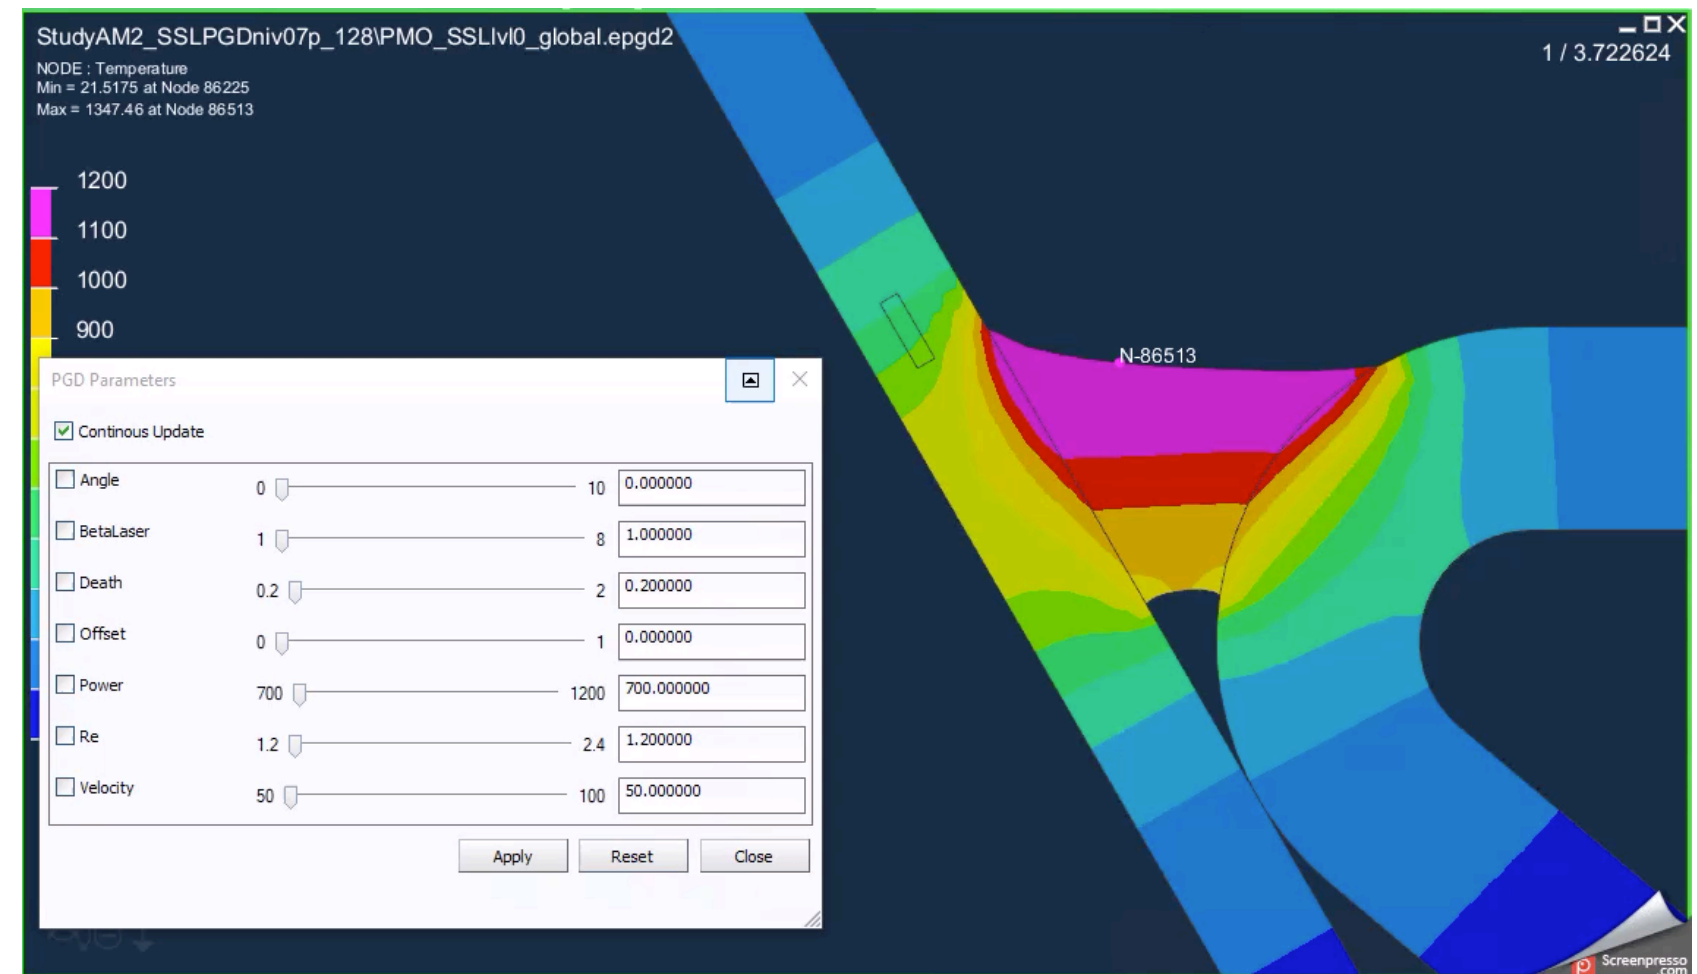 StudyAM2_SSLPGDniv07p_128\PMO_SSLlvl0_global.epgd2
1 / 3.722624
NODE : Temperature
Min = 21.5175 at Node 86225
Max = 1347.46 at Node 86513
1200
1100
1000
900
N-86513
PGD Parameters
Continous Update
Angle 0 10 0.000000
BetaLaser 1 8 1.000000
Death 0.2 2 0.200000
Offset 0 1 0.000000
Power 700 1200 700.000000
Re 1.2 2.4 1.200000
Velocity 50 100 50.000000
Apply Reset Close
Screenpresso
.com